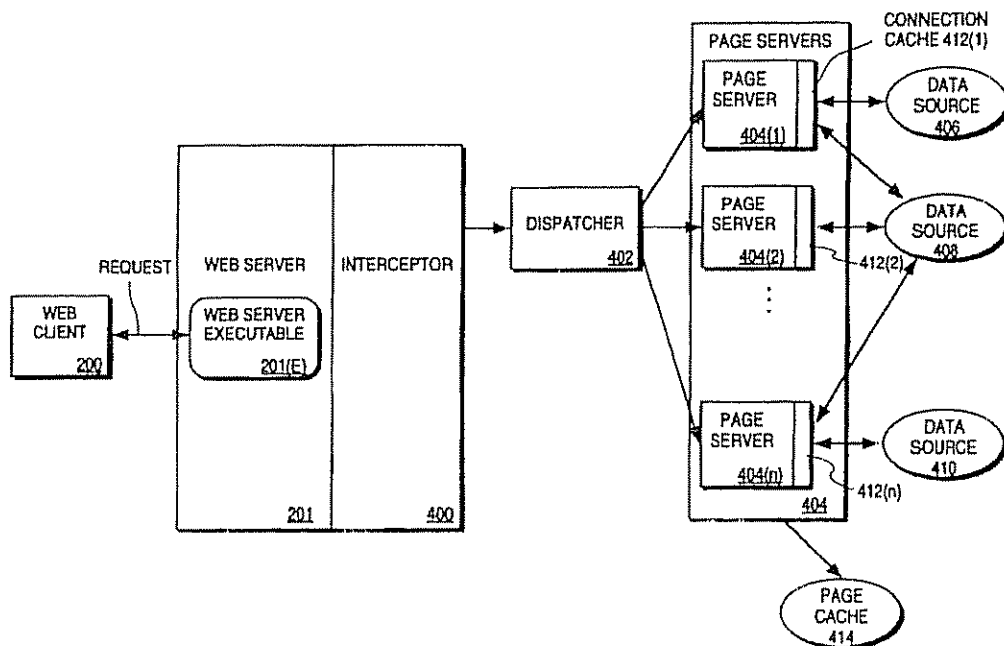 CONNECTION
CACHE 412(1)
PAGE SERVERS
PAGE
SERVER
404(1)
DATA
SOURCE
406
PAGE
SERVER
404(2)
412(2)
DATA
SOURCE
408
DISPATCHER
402
REQUEST
WEB SERVER
INTERCEPTOR
WEB
CLIENT
200
WEB SERVER
EXECUTABLE
201(E)
PAGE
SERVER
404(n)
412(n)
DATA
SOURCE
410
201
400
404
PAGE
CACHE
414